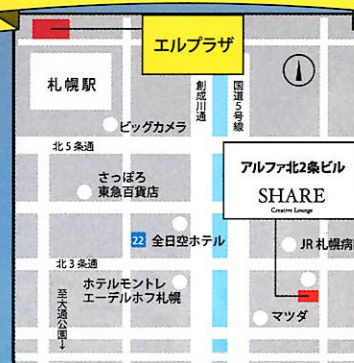 エルプラザ
札幌駅
創成川通
国道5号線
ビッグカメラ
北5条通
アルファ北2条ビル
SHARE
Creative Lounge
さっぽろ
東急百貨店
22 全日空ホテル
JR 札幌病
北3条通
ホテルモントレ
エーデルホフ札幌
至大通公園↓
マツダ